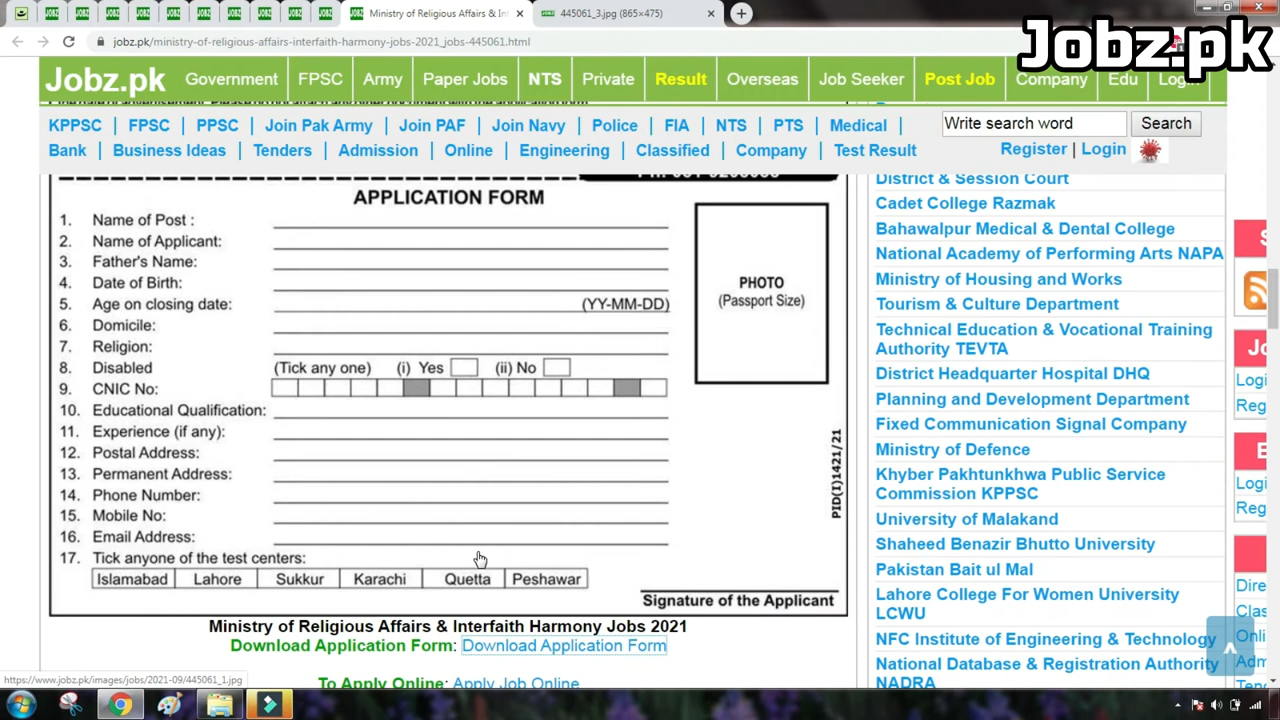 Ministry of Religious Affairs & In
445061_3.jpg (865×475)
jobz.pk/ministry-of-religious-affairs-interfaith-harmony-jobs-2021_jobs-445061.html
Jobz.pk
Jobz.pk Government FPSC Army Paper Jobs NTS Private Result Overseas Job Seeker Post Job Company Edu Login
KPPSC | FPSC | PPSC | Join Pak Army | Join PAF | Join Navy | Police | FIA | NTS | PTS | Medical |
Write search word Search
Bank | Business Ideas | Tenders | Admission | Online | Engineering | Classified | Company | Test Result
Register | Login
APPLICATION FORM
1. Name of Post :
2. Name of Applicant:
3. Father's Name:
4. Date of Birth:
5. Age on closing date: (YY-MM-DD)
6. Domicile:
7. Religion:
8. Disabled (Tick any one) (i) Yes (ii) No
9. CNIC No:
10. Educational Qualification:
11. Experience (if any):
12. Postal Address:
13. Permanent Address:
14. Phone Number:
15. Mobile No:
16. Email Address:
17. Tick anyone of the test centers:
Islamabad Lahore Sukkur Karachi Quetta Peshawar
PHOTO
(Passport Size)
PID(I)1421/21
Signature of the Applicant
Ministry of Religious Affairs & Interfaith Harmony Jobs 2021
Download Application Form: Download Application Form
To Apply Online: Apply Job Online
District & Session Court
Cadet College Razmak
Bahawalpur Medical & Dental College
National Academy of Performing Arts NAPA
Ministry of Housing and Works
Tourism & Culture Department
Technical Education & Vocational Training
Authority TEVTA
District Headquarter Hospital DHQ
Planning and Development Department
Fixed Communication Signal Company
Ministry of Defence
Khyber Pakhtunkhwa Public Service
Commission KPPSC
University of Malakand
Shaheed Benazir Bhutto University
Pakistan Bait ul Mal
Lahore College For Women University
LCWU
NFC Institute of Engineering & Technology
National Database & Registration Authority
NADRA
https://www.jobz.pk/images/jobs/2021-09/445061_1.jpg